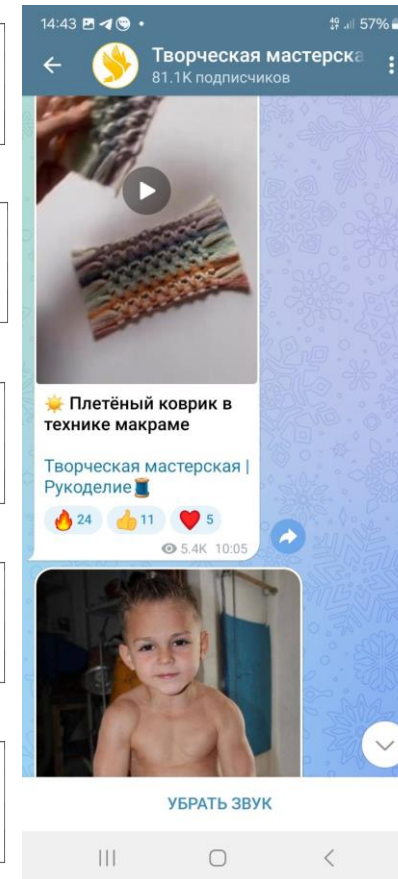 14:43
57%
Творческая мастерска
81.1K подписчиков
☀️ Плетёный коврик в
технике макраме
Творческая мастерская |
Рукоделие🧵
🔥 24 👍 11 ❤️ 5
5.4K 10:05
УБРАТЬ ЗВУК